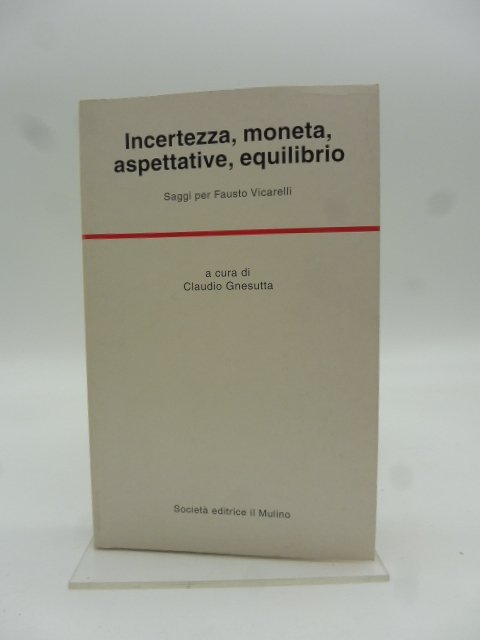 Incertezza, moneta,
aspettative, equilibrio
Saggi per Fausto Vicarelli
a cura di
Claudio Gnesutta
Società editrice il Mulino